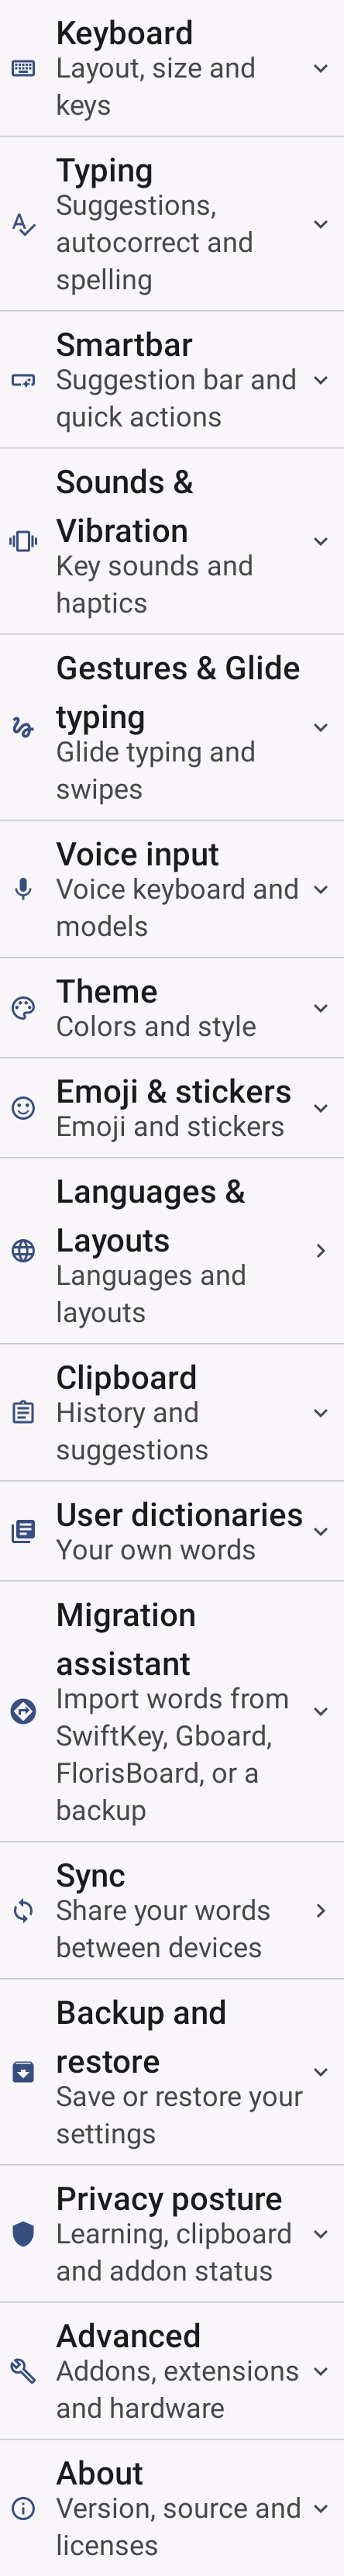 Keyboard
Layout, size and
keys
Typing
Suggestions,
autocorrect and
spelling
Smartbar
Suggestion bar and
quick actions
Sounds &
Vibration
Key sounds and
haptics
Gestures & Glide
typing
Glide typing and
swipes
Voice input
Voice keyboard and
models
Theme
Colors and style
Emoji & stickers
Emoji and stickers
Languages &
Layouts
Languages and
layouts
Clipboard
History and
suggestions
User dictionaries
Your own words
Migration
assistant
Import words from
SwiftKey, Gboard,
FlorisBoard, or a
backup
Sync
Share your words
between devices
Backup and
restore
Save or restore your
settings
Privacy posture
Learning, clipboard
and addon status
Advanced
Addons, extensions
and hardware
About
Version, source and
licenses